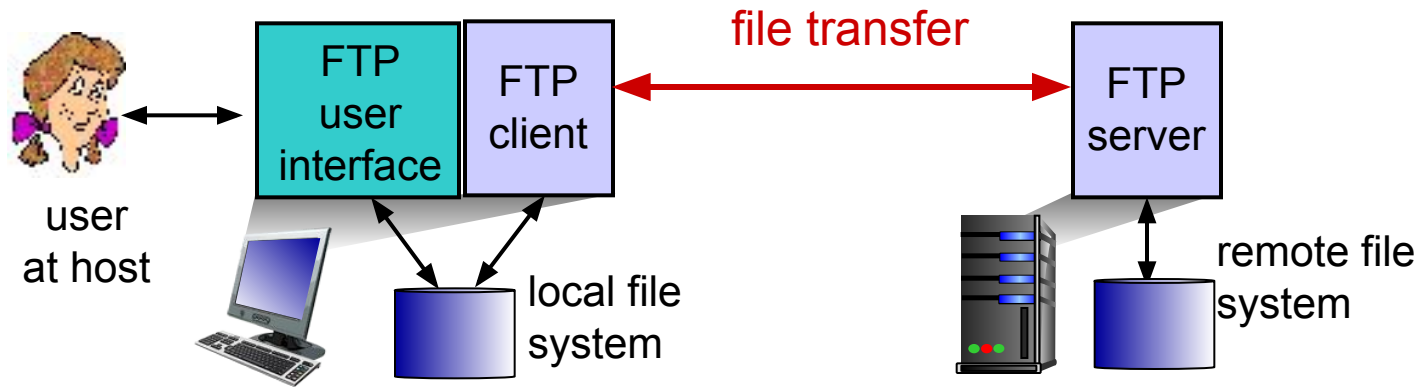 file transfer
FTP
user
interface
FTP
client
FTP
server
user
at host
local file
system
remote file
system